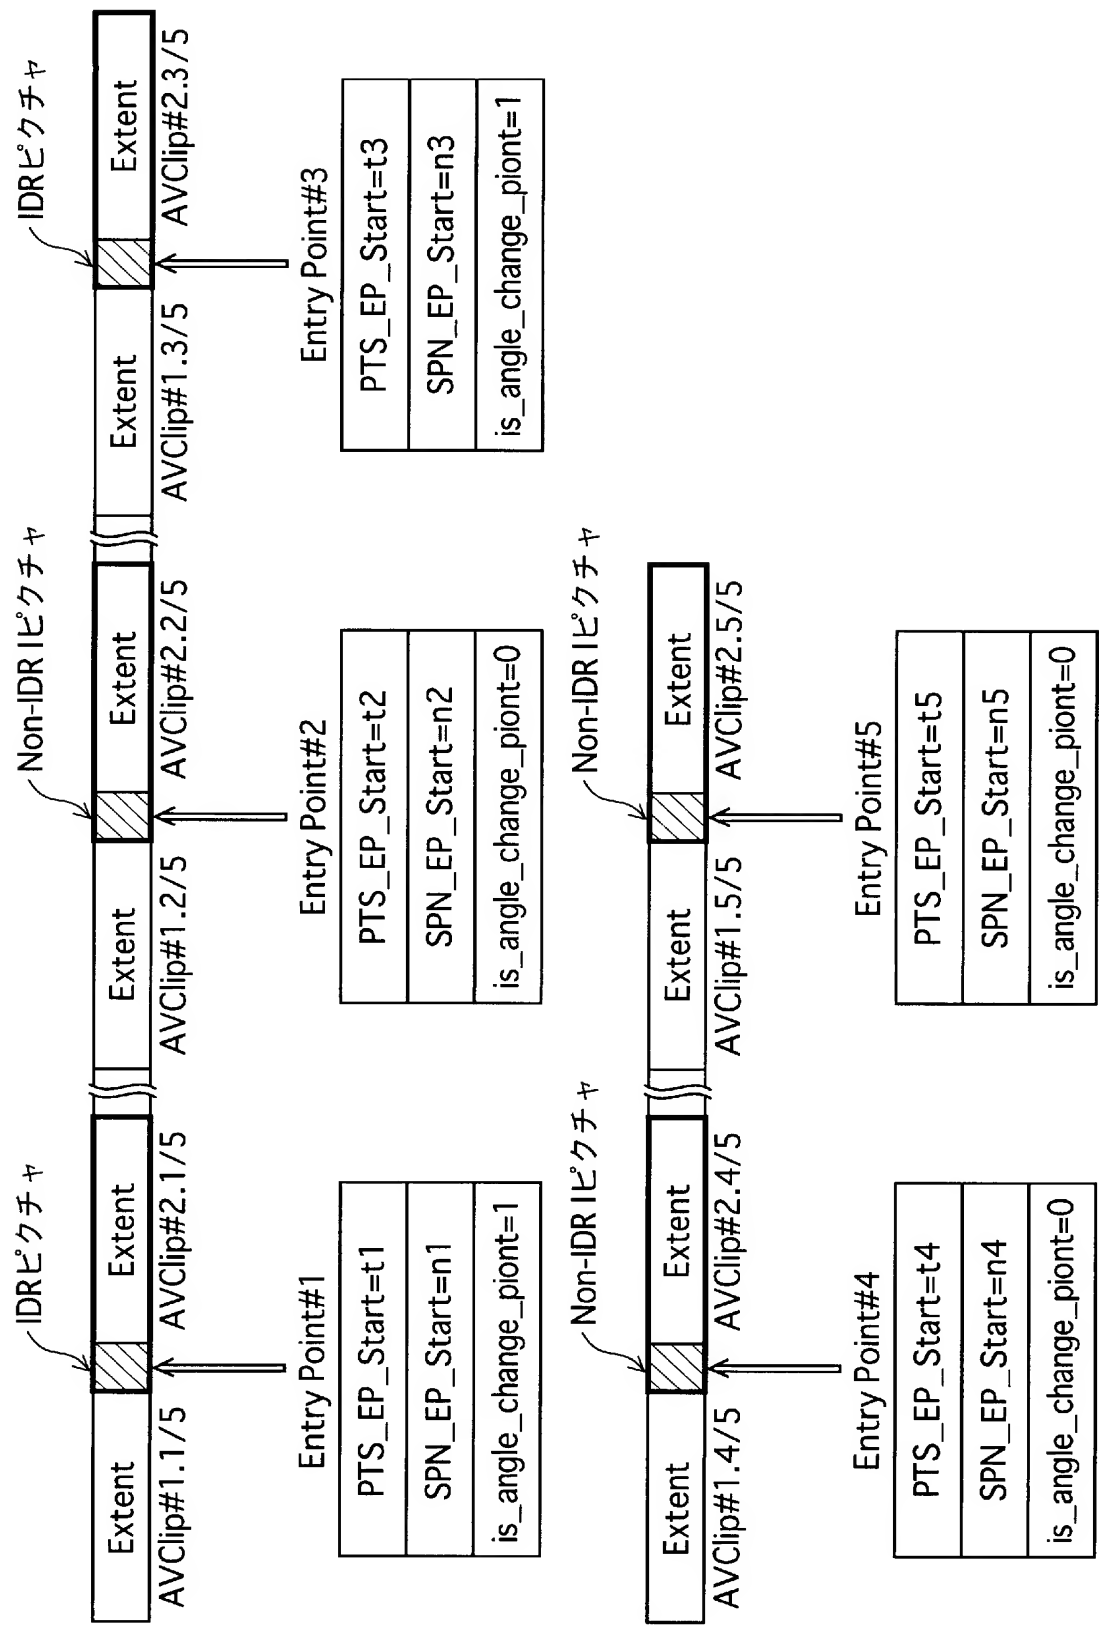 IDRピクチャ
Non-IDR Iピクチャ
IDRピクチャ
Extent
Extent
Extent
Extent
Extent
Extent
AVClip#1.1/5
AVClip#2.1/5
AVClip#1.2/5
AVClip#2.2/5
AVClip#1.3/5
AVClip#2.3/5
Entry Point#1
PTS_EP_Start=t1
SPN_EP_Start=n1
is_angle_change_piont=1
Entry Point#2
PTS_EP_Start=t2
SPN_EP_Start=n2
is_angle_change_piont=0
Entry Point#3
PTS_EP_Start=t3
SPN_EP_Start=n3
is_angle_change_piont=1
Non-IDR Iピクチャ
Non-IDR Iピクチャ
Extent
Extent
Extent
Extent
AVClip#1.4/5
AVClip#2.4/5
AVClip#1.5/5
AVClip#2.5/5
Entry Point#4
PTS_EP_Start=t4
SPN_EP_Start=n4
is_angle_change_piont=0
Entry Point#5
PTS_EP_Start=t5
SPN_EP_Start=n5
is_angle_change_piont=0